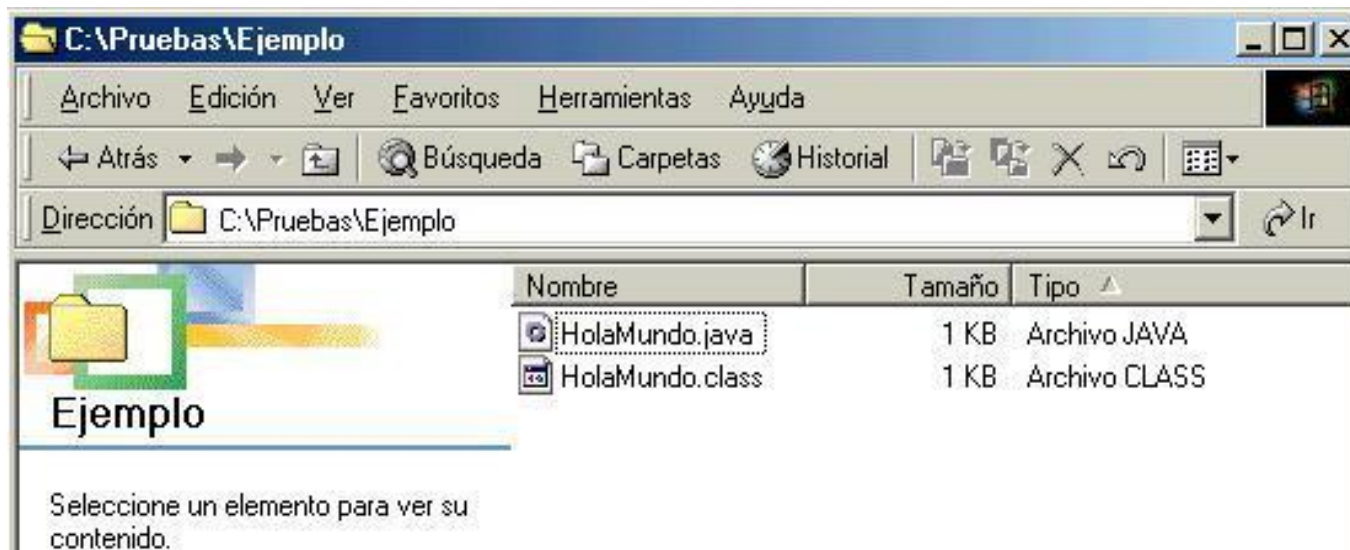 C:\Pruebas\Ejemplo
Archivo Edición Ver Favoritos Herramientas Ayuda
Atrás Búsqueda Carpetas Historial
Dirección C:\Pruebas\Ejemplo Ir
Nombre Tamaño Tipo
HolaMundo.java 1 KB Archivo JAVA
HolaMundo.class 1 KB Archivo CLASS
Ejemplo
Seleccione un elemento para ver su
contenido.